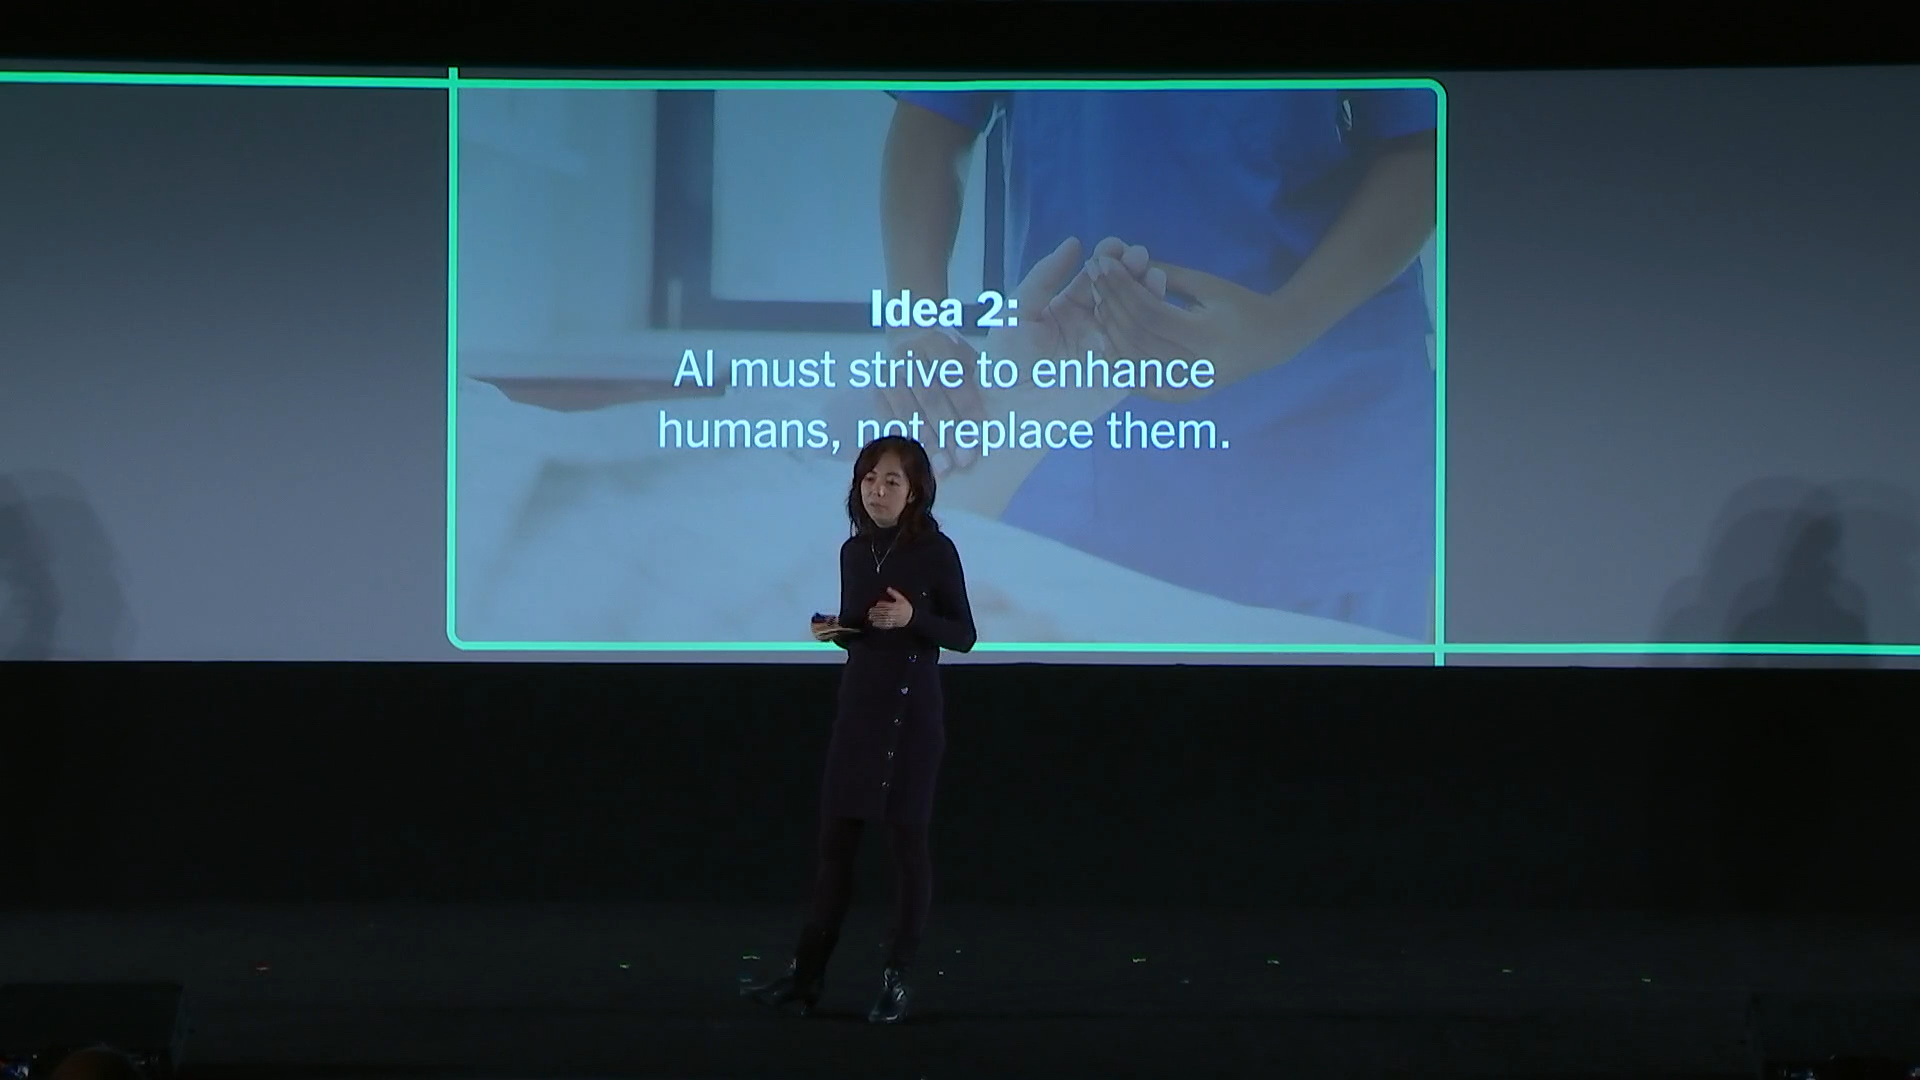 Idea 2:
AI must strive to enhance
humans, not replace them.